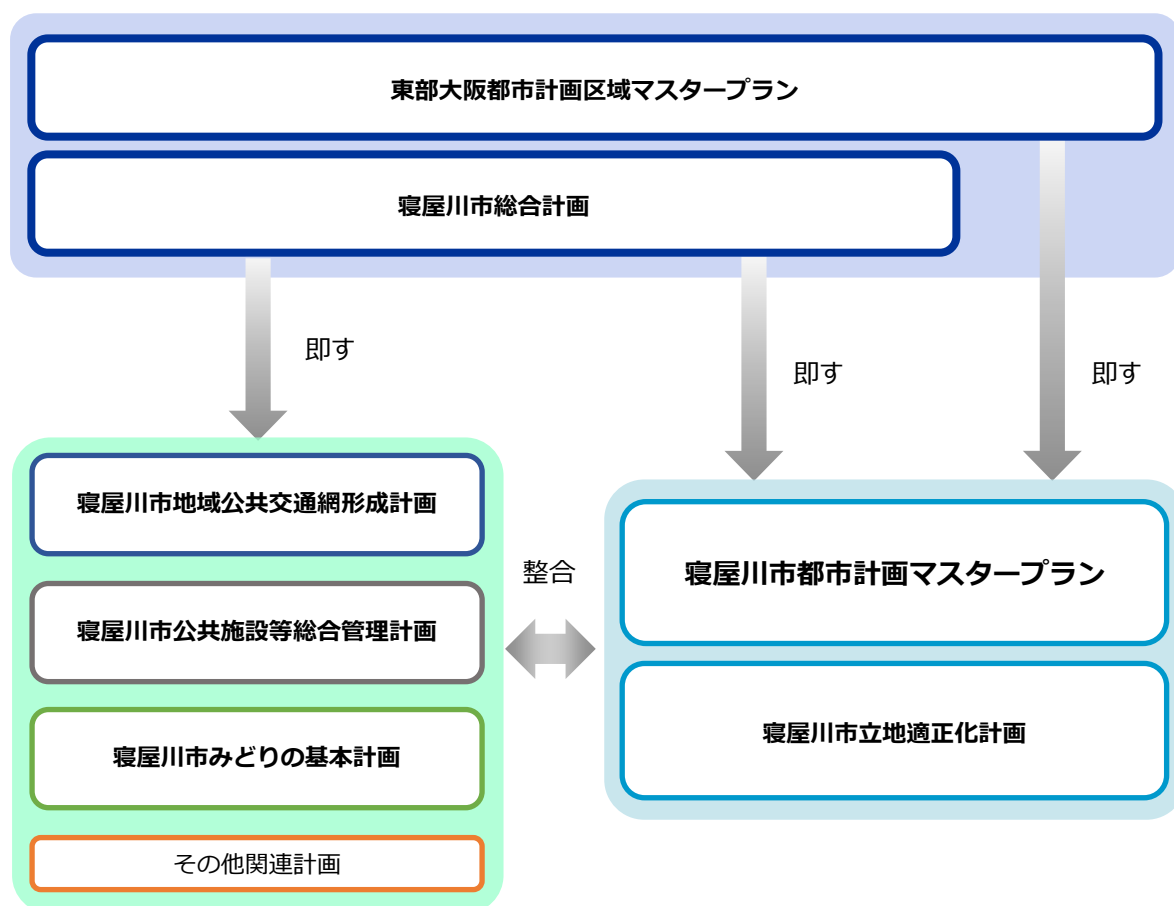 東部大阪都市計画区域マスタープラン
寝屋川市総合計画
即す
即す
即す
寝屋川市地域公共交通網形成計画
寝屋川市公共施設等総合管理計画
寝屋川市みどりの基本計画
その他関連計画
整合
寝屋川市都市計画マスタープラン
寝屋川市立地適正化計画